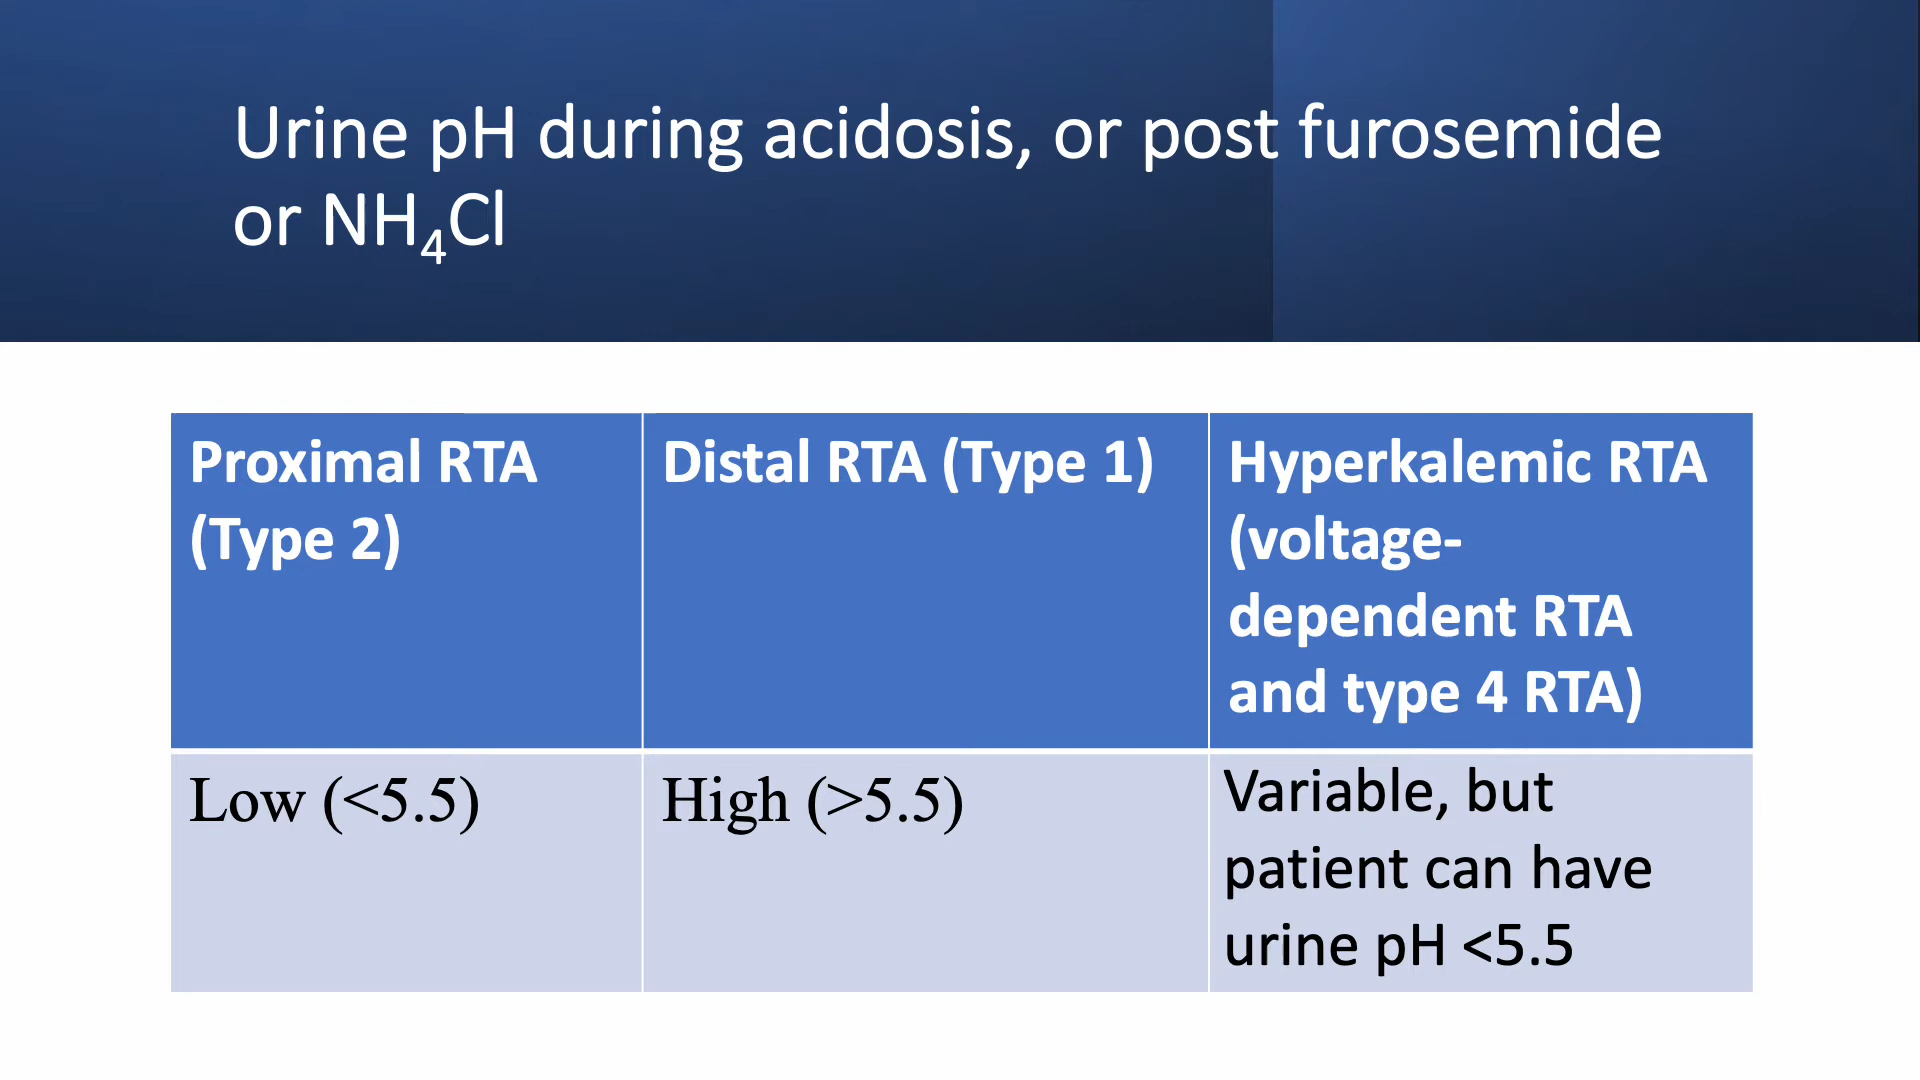 Urine pH during acidosis, or post furosemide
or NH₄Cl
Proximal RTA
(Type 2)
Distal RTA (Type 1)
Hyperkalemic RTA
(voltage-
dependent RTA
and type 4 RTA)
Low (<5.5)
High (>5.5)
Variable, but
patient can have
urine pH <5.5